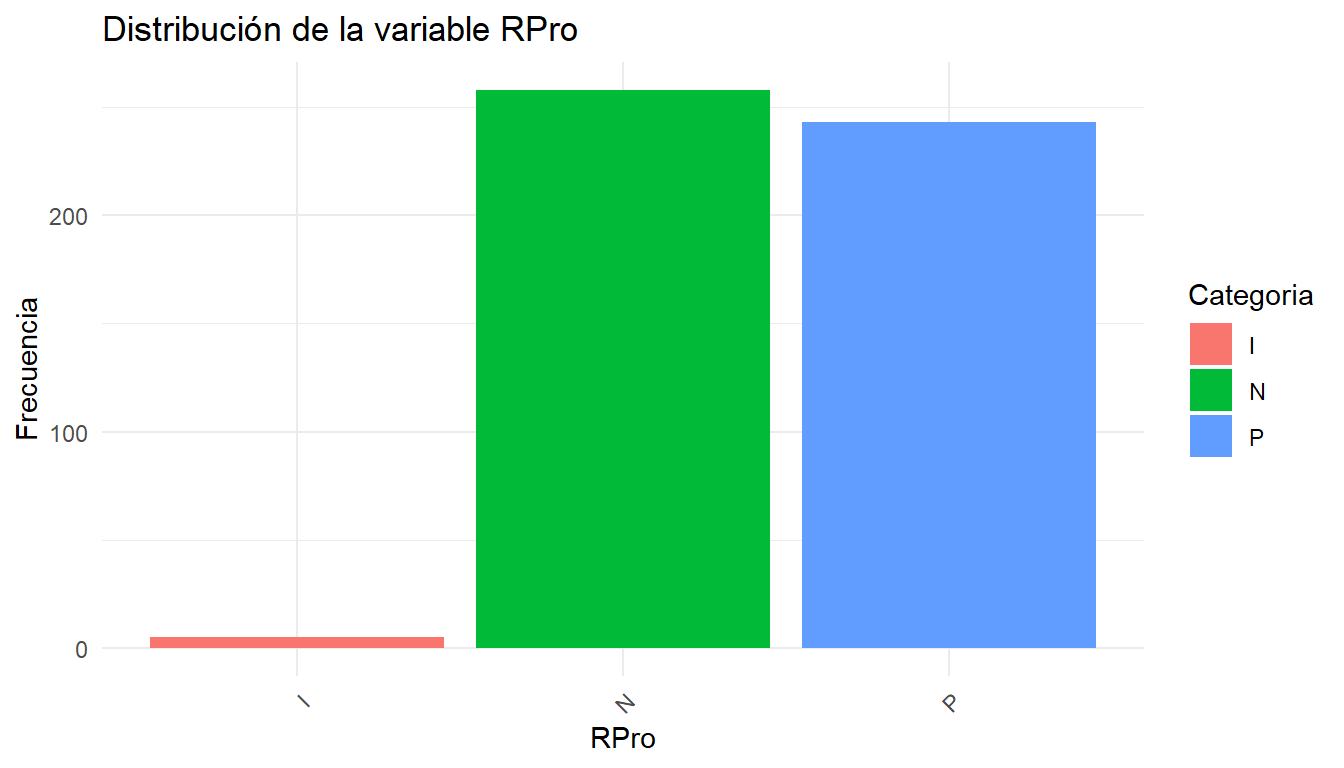 Distribución de la variable RPro
Frecuencia
200
100
0
I
N
P
RPro
Categoria
I
N
P